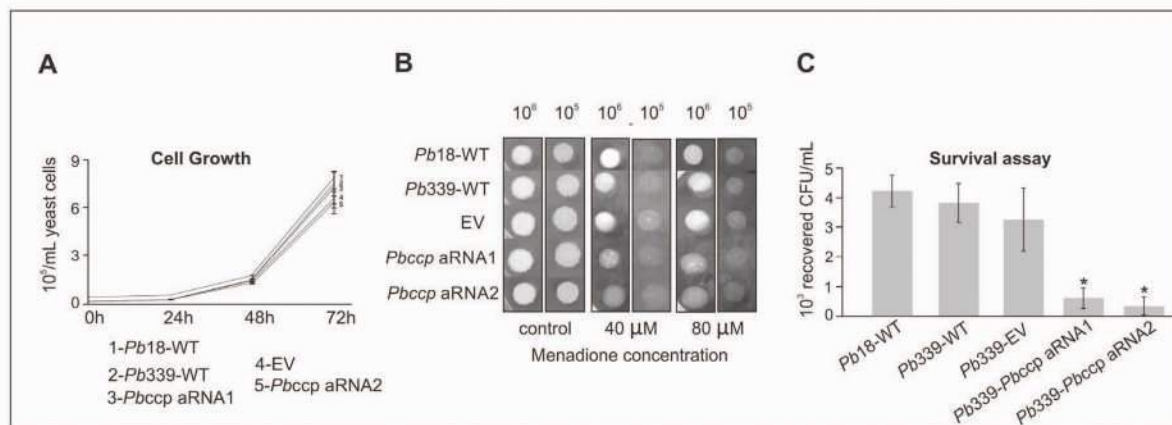 A
Cell Growth
10⁵/mL yeast cells
9
6
3
0
0h 24h 48h 72h
1-Pb18-WT
2-Pb339-WT
3-Pbccp aRNA1
4-EV
5-Pbccp aRNA2
B
10⁶ 10⁵ 10⁶ 10⁵ 10⁶ 10⁵
Pb18-WT
Pb339-WT
EV
Pbccp aRNA1
Pbccp aRNA2
control 40 µM 80 µM
Menadione concentration
C
Survival assay
10³ recovered CFU/mL
5
4
3
2
1
0
* *
Pb18-WT
Pb339-WT
Pb339-EV
Pb339-Pbccp aRNA1
Pb339-Pbccp aRNA2